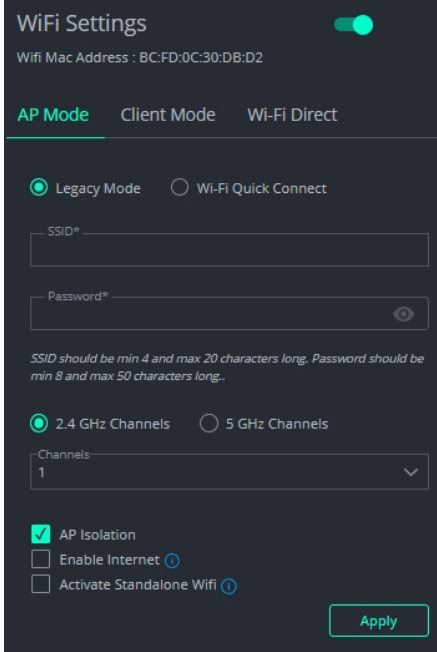 WiFi Settings
Wifi Mac Address : BC:FD:0C:30:DB:D2
AP Mode Client Mode Wi-Fi Direct
Legacy Mode Wi-Fi Quick Connect
SSID*
Password*
SSID should be min 4 and max 20 characters long. Password should be
min 8 and max 50 characters long..
2.4 GHz Channels 5 GHz Channels
Channels
1
AP Isolation
Enable Internet
Activate Standalone Wifi
Apply